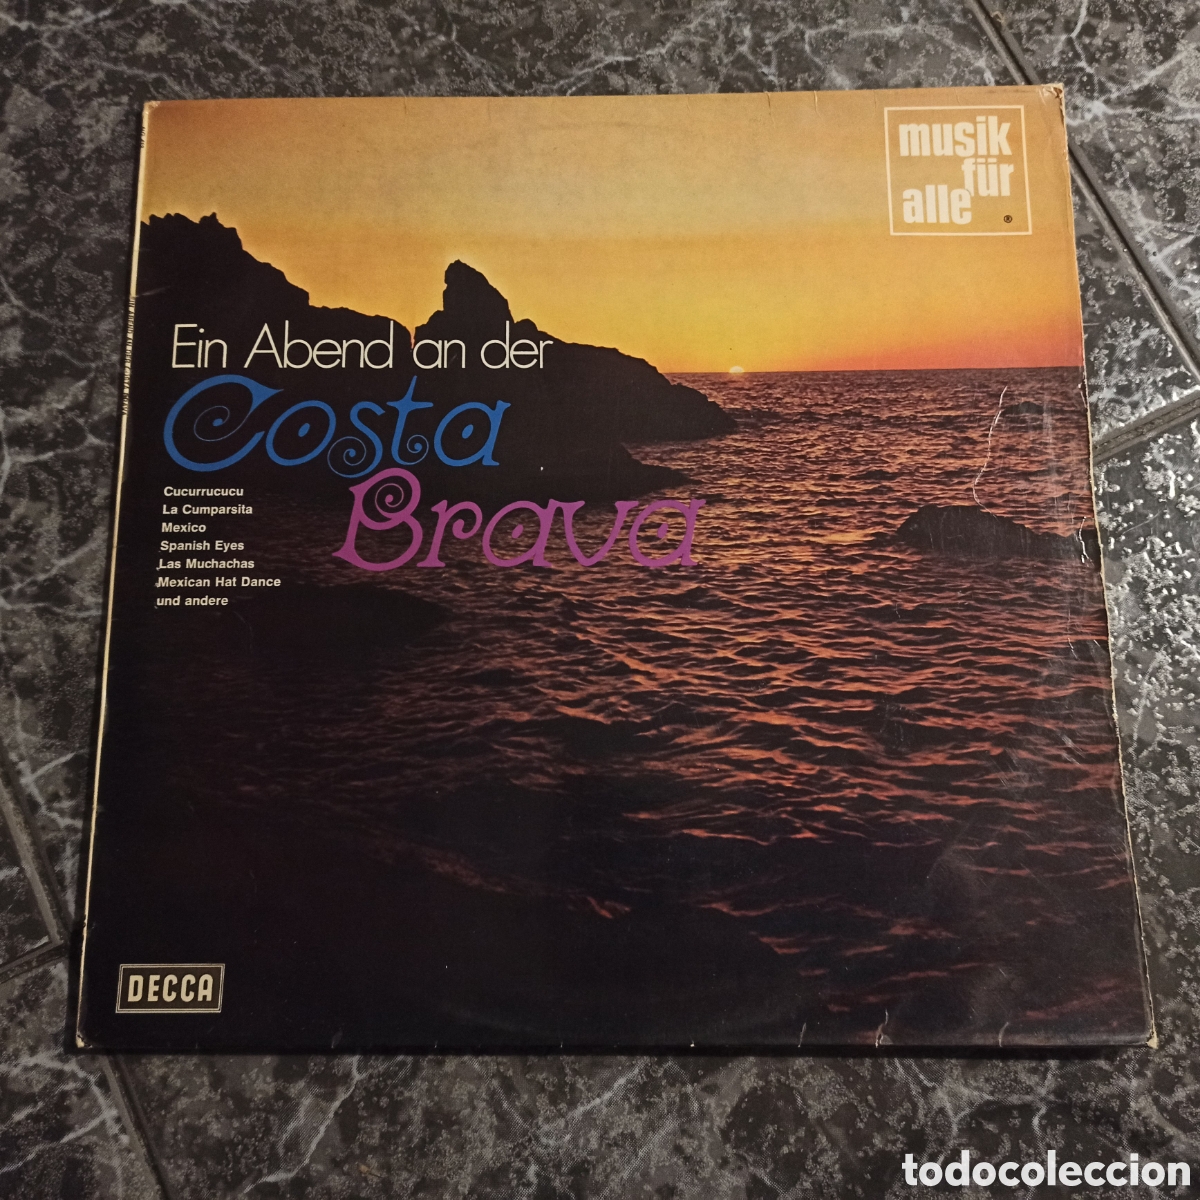 musik
für
alle
®
Ein Abend an der
Costa
Brava
Cucurrucucu
La Cumparsita
Mexico
Spanish Eyes
Las Muchachas
Mexican Hat Dance
und andere
DECCA
todocoleccion